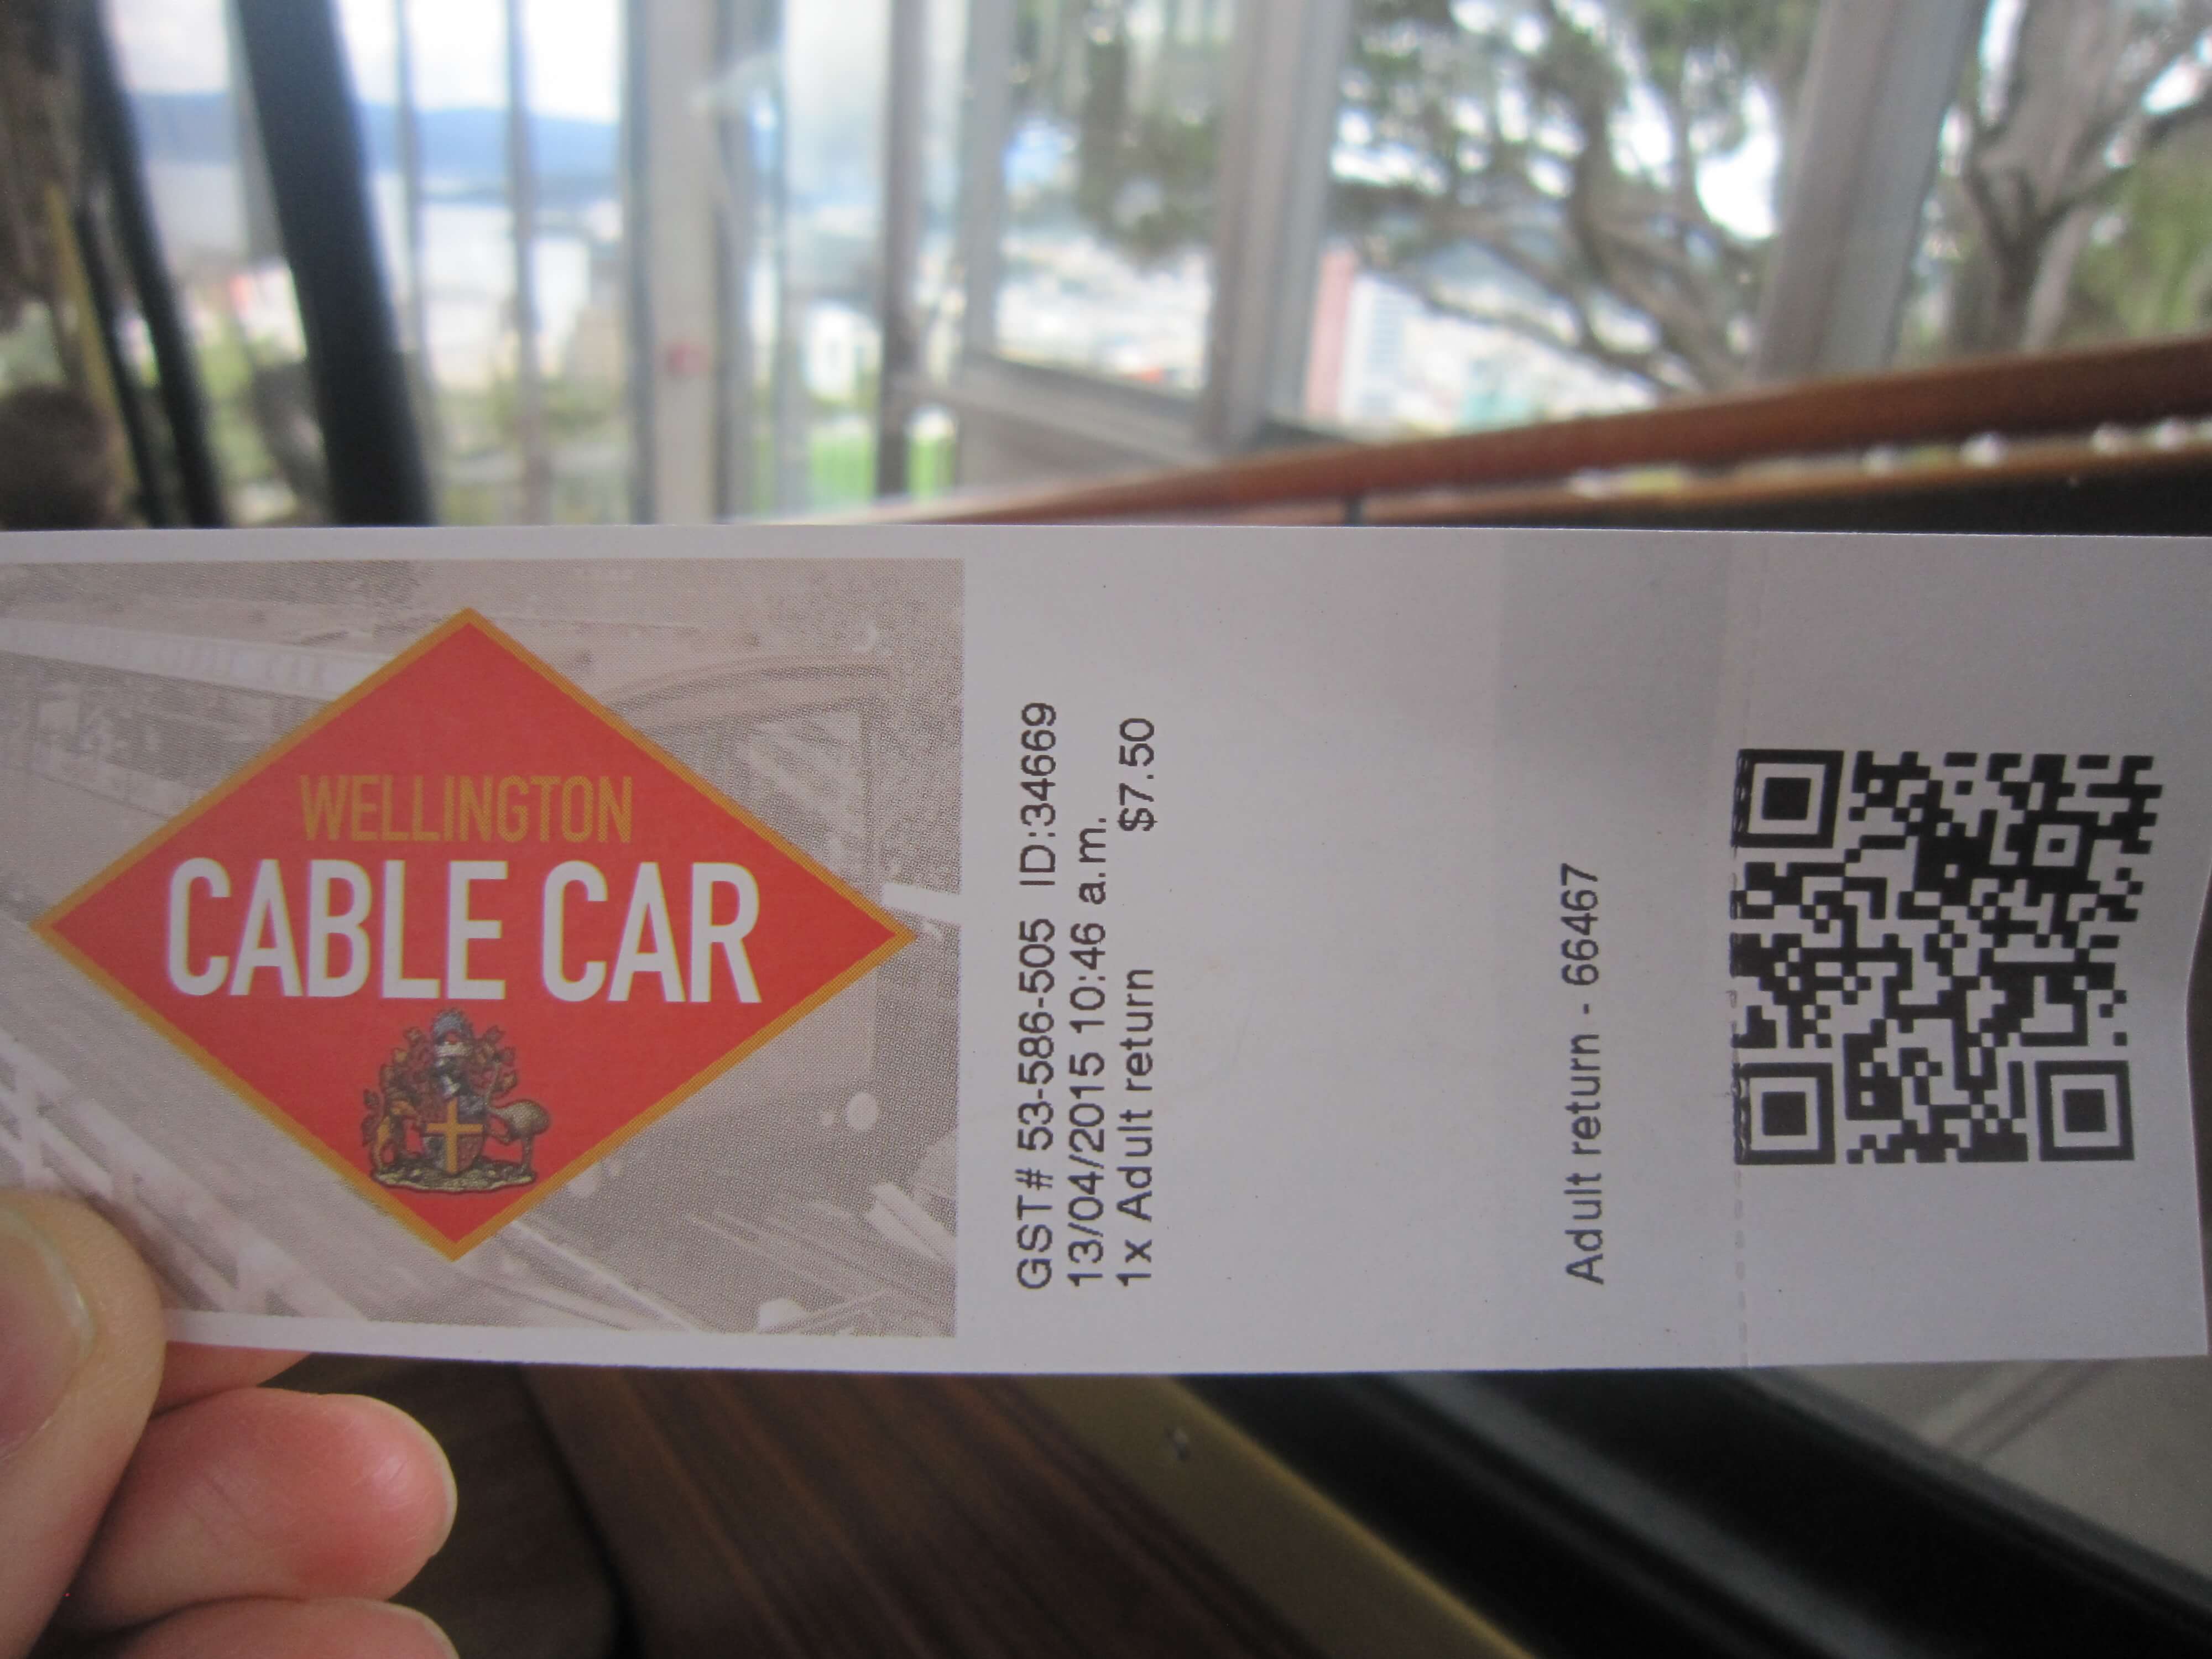 WELLINGTON
CABLE CAR
GST# 53-586-505 ID:34669
13/04/2015 10:46 a.m.
1x Adult return $7.50
Adult return - 66467